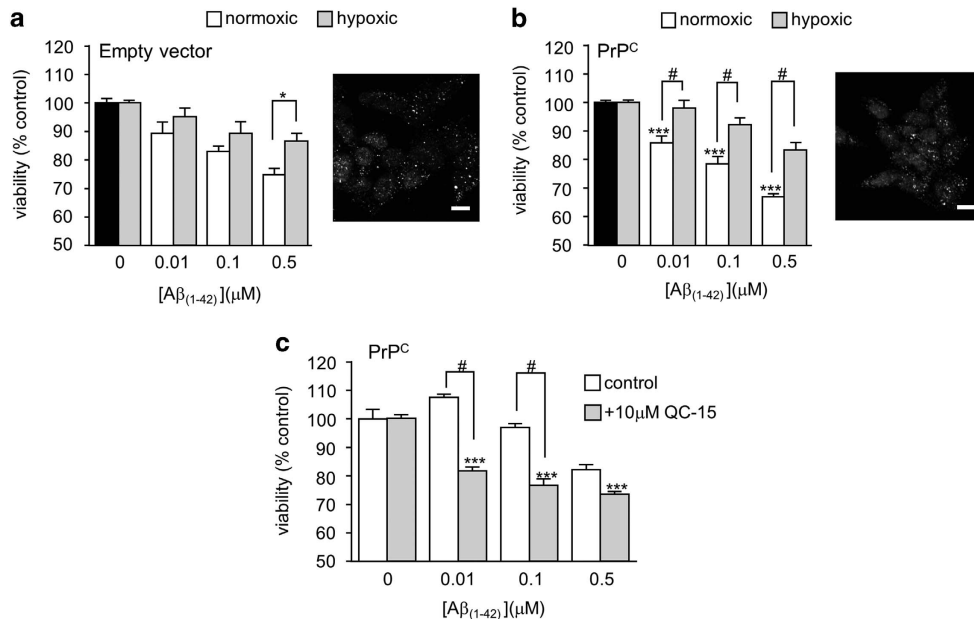 a
normoxic hypoxic
Empty vector
120
110
100
90
80
70
60
50
viability (% control)
*
0 0.01 0.1 0.5
[Aβ(1-42)](μM)
b
normoxic hypoxic
PrPC
120
110
100
90
80
70
60
50
viability (% control)
# # #
*** *** ***
0 0.01 0.1 0.5
[Aβ(1-42)](μM)
c
PrPC
120
110
100
90
80
70
60
50
viability (% control)
# #
*** *** ***
control
+10μM QC-15
0 0.01 0.1 0.5
[Aβ(1-42)](μM)